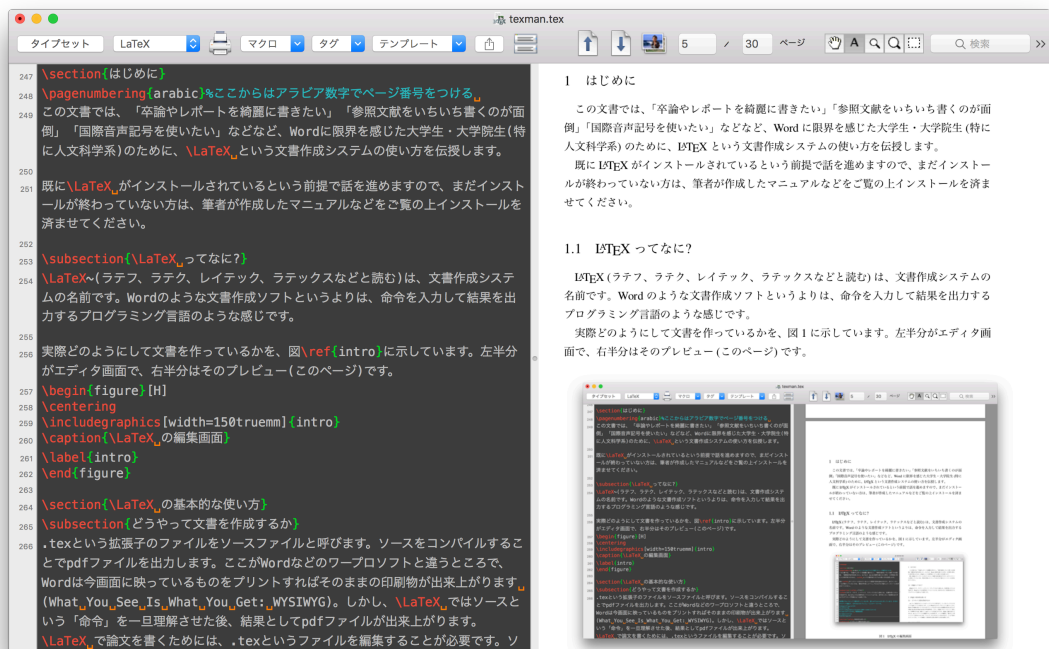 texman.tex
タイプセット LaTeX マクロ タグ テンプレート 5 / 30 ページ A 検索 >>
247 \section{はじめに}
248 \pagenumbering{arabic}%ここからはアラビア数字でページ番号をつける␣
249 この文書では、「卒論やレポートを綺麗に書きたい」「参照文献をいちいち書くのが面
倒」「国際音声記号を使いたい」などなど、Wordに限界を感じた大学生・大学院生(特
に人文科学系)のために、\LaTeX␣という文書作成システムの使い方を伝授します。
250
251 既に\LaTeX␣がインストールされているという前提で話を進めますので、まだインスト
ールが終わっていない方は、筆者が作成したマニュアルなどをご覧の上インストールを
済ませてください。
252
253 \subsection{\LaTeX␣ってなに?}
254 \LaTeX~(ラテフ、ラテク、レイテック、ラテックスなどと読む)は、文書作成システ
ムの名前です。Wordのような文書作成ソフトというよりは、命令を入力して結果を出
力するプログラミング言語のような感じです。
255
256 実際どのようにして文書を作っているかを、図\ref{intro}に示しています。左半分
がエディタ画面で、右半分はそのプレビュー(このページ)です。
257 \begin{figure}[H]
258 \centering
259 \includegraphics[width=150truemm]{intro}
260 \caption{\LaTeX␣の編集画面}
261 \label{intro}
262 \end{figure}
263
264 \section{\LaTeX␣の基本的な使い方}
265 \subsection{どうやって文書を作成するか}
266 .texという拡張子のファイルをソースファイルと呼びます。ソースをコンパイルするこ
とでpdfファイルを出力します。ここがWordなどのワープロソフトと違うところで、
Wordは今画面に映っているものをプリントすればそのままの印刷物が出来上がります␣
(What␣You␣See␣Is␣What␣You␣Get:␣WYSIWYG)。しかし、\LaTeX␣ではソースと
いう「命令」を一旦理解させた後、結果としてpdfファイルが出来上がります。
\LaTeX␣で論文を書くためには、.texというファイルを編集することが必要です。ソ
1 はじめに
この文書では、「卒論やレポートを綺麗に書きたい」「参照文献をいちいち書くのが面
倒」「国際音声記号を使いたい」などなど、Word に限界を感じた大学生・大学院生 (特に
人文科学系) のために、LATEX という文書作成システムの使い方を伝授します。
既に LATEX がインストールされているという前提で話を進めますので、まだインストー
ルが終わっていない方は、筆者が作成したマニュアルなどをご覧の上インストールを済ま
せてください。
1.1 LATEX ってなに?
LATEX (ラテフ、ラテク、レイテック、ラテックスなどと読む) は、文書作成システムの
名前です。Word のような文書作成ソフトというよりは、命令を入力して結果を出力する
プログラミング言語のような感じです。
実際どのようにして文書を作っているかを、図 1 に示しています。左半分がエディタ画
面で、右半分はそのプレビュー (このページ) です。